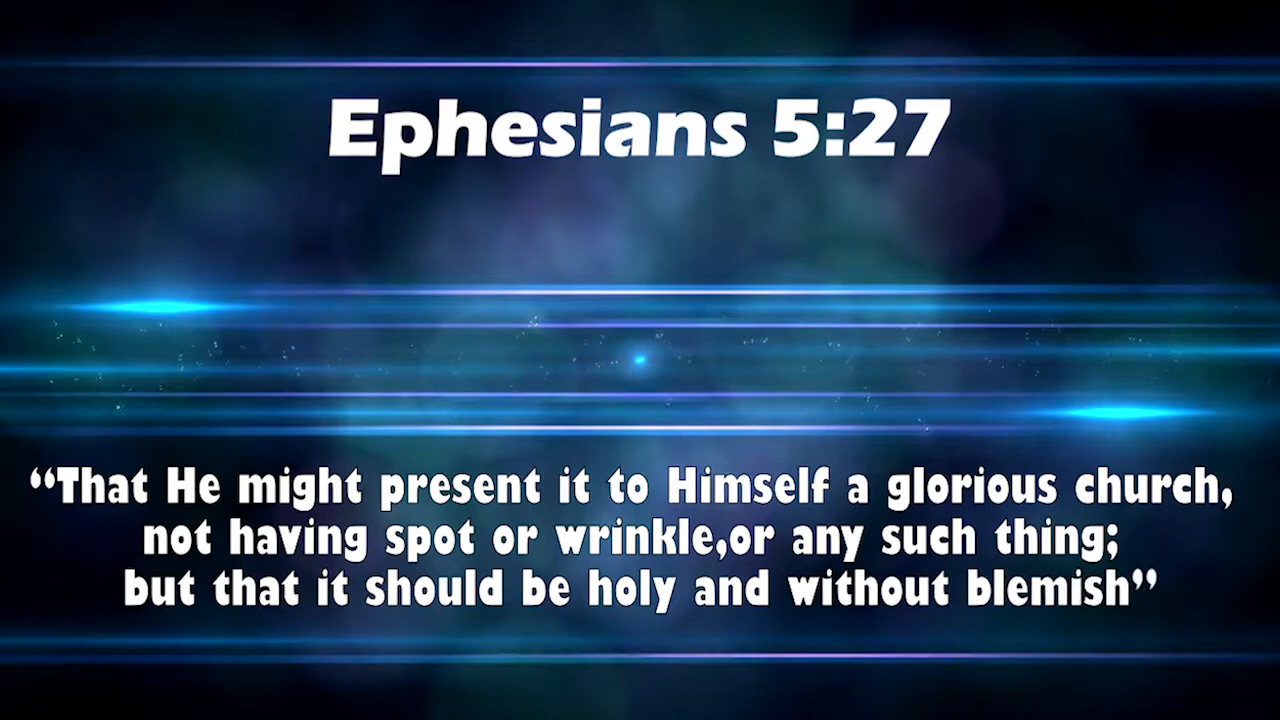 Ephesians 5:27
“That He might present it to Himself a glorious church,
not having spot or wrinkle,or any such thing;
but that it should be holy and without blemish”